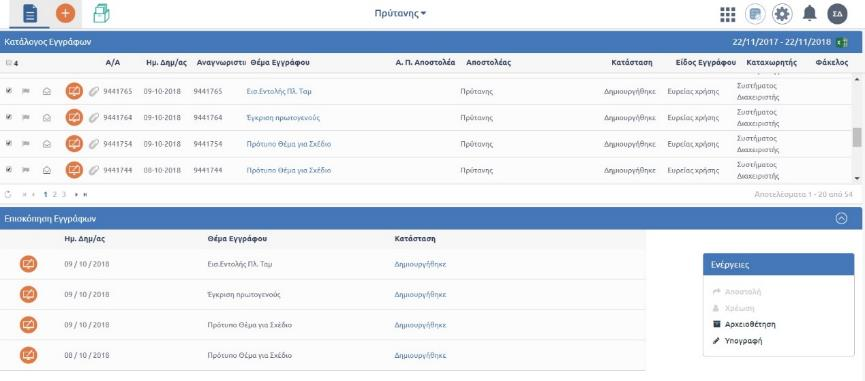 Πρύτανης
ΣΔ
Κατάλογος Εγγράφων 22/11/2017 - 22/11/2018
4 Α/Α Ημ. Δημ/ας Αναγνωριστι Θέμα Εγγράφου Α. Π. Αποστολέα Αποστολέας Κατάσταση Είδος Εγγράφου Καταχωρητής Φάκελος
9441765 09-10-2018 9441765 Εισ.Εντολής Πλ. Ταμ Πρύτανης Δημιουργήθηκε Ευρείας χρήσης Συστήματος Διαχειριστής
9441764 09-10-2018 9441764 Έγκριση πρωτογενούς Πρύτανης Δημιουργήθηκε Ευρείας χρήσης Συστήματος Διαχειριστής
9441754 09-10-2018 9441754 Πρότυπο Θέμα για Σχέδιο Πρύτανης Δημιουργήθηκε Ευρείας χρήσης Συστήματος Διαχειριστής
9441744 08-10-2018 9441744 Πρότυπο Θέμα για Σχέδιο Πρύτανης Δημιουργήθηκε Ευρείας χρήσης Συστήματος Διαχειριστής
1 2 3 Αποτελέσματα 1 - 20 από 54
Επισκόπηση Εγγράφων
Ημ. Δημ/ας Θέμα Εγγράφου Κατάσταση
09 / 10 / 2018 Εισ.Εντολής Πλ. Ταμ Δημιουργήθηκε
09 / 10 / 2018 Έγκριση πρωτογενούς Δημιουργήθηκε
09 / 10 / 2018 Πρότυπο Θέμα για Σχέδιο Δημιουργήθηκε
08 / 10 / 2018 Πρότυπο Θέμα για Σχέδιο Δημιουργήθηκε
Ενέργειες
Αποστολή
Χρέωση
Αρχειοθέτηση
Υπογραφή